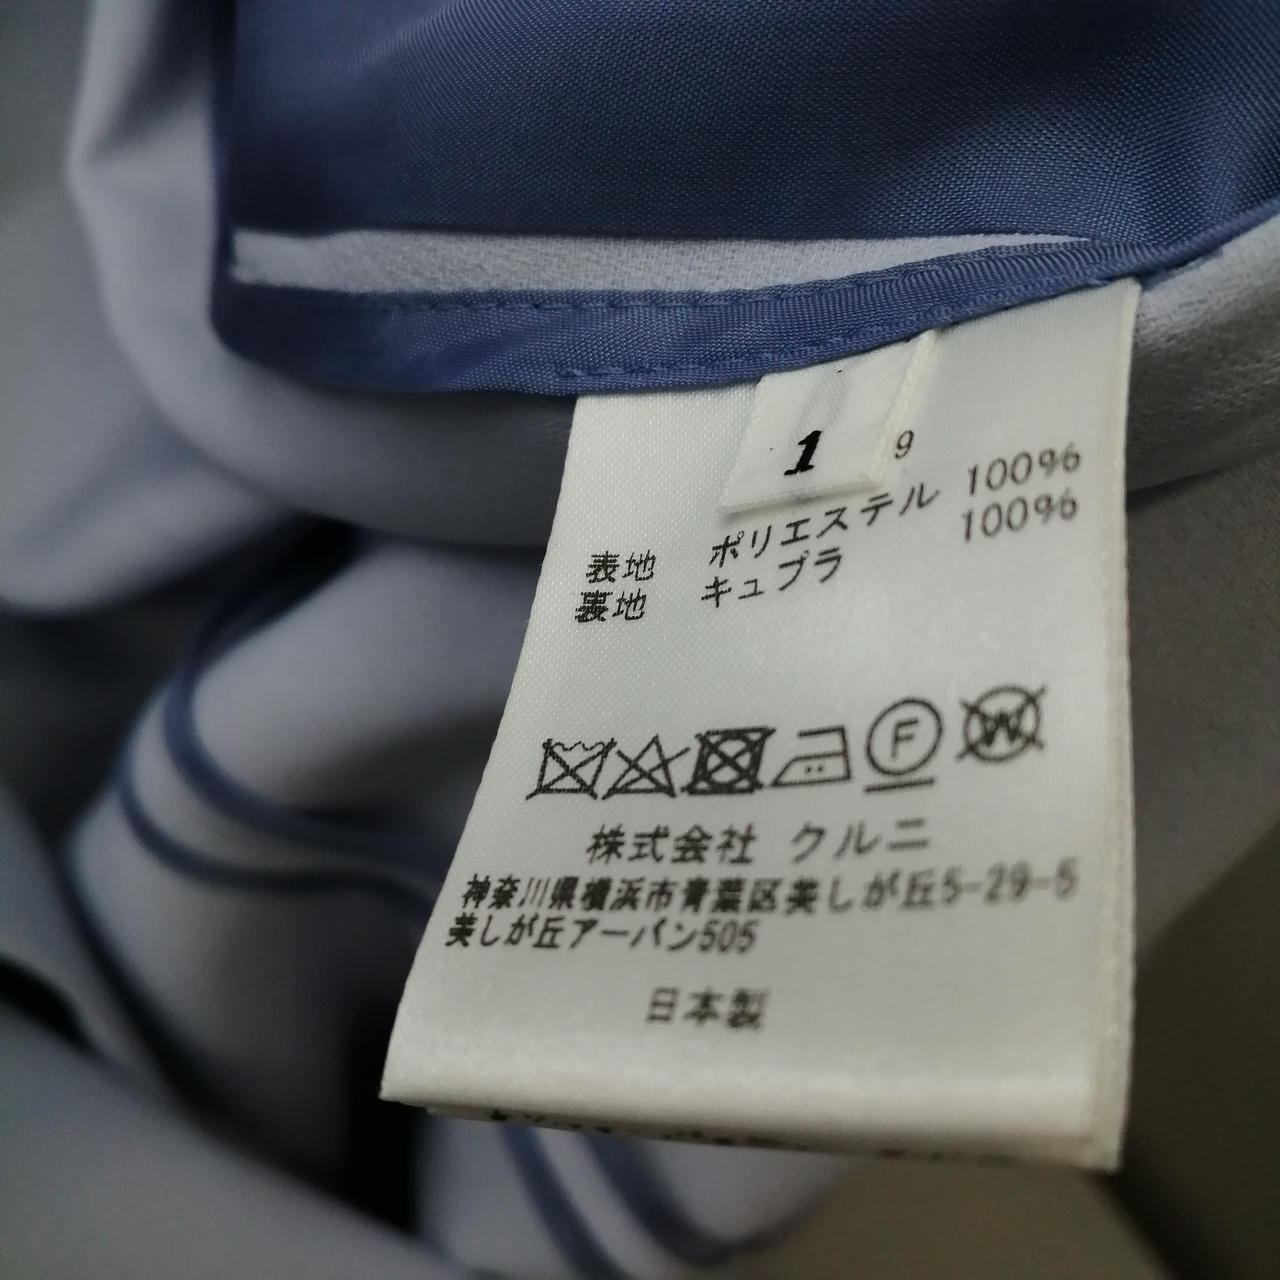 1
9
表地 ポリエステル 100%
裏地 キュプラ 100%
F W
株式会社 クルニ
神奈川県横浜市青葉区美しが丘5-29-5
美しが丘アーバン505
日本製